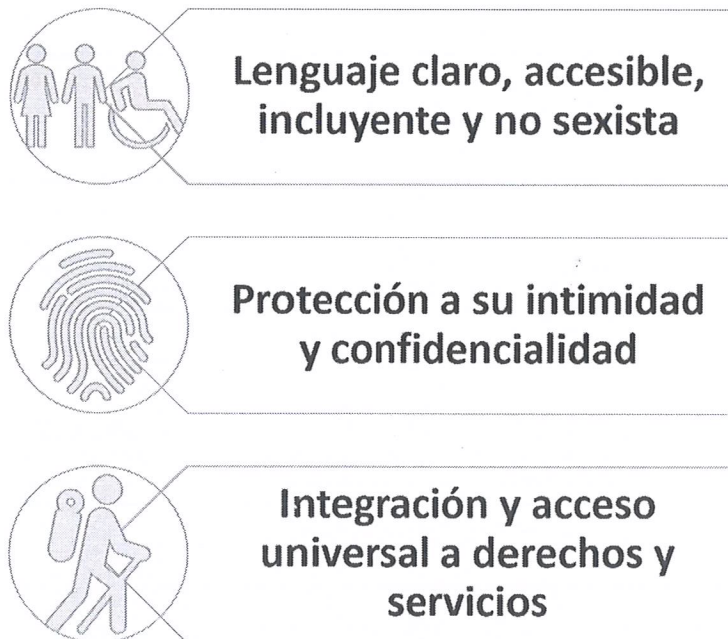 Lenguaje claro, accesible,
incluyente y no sexista
Protección a su intimidad
y confidencialidad
Integración y acceso
universal a derechos y
servicios